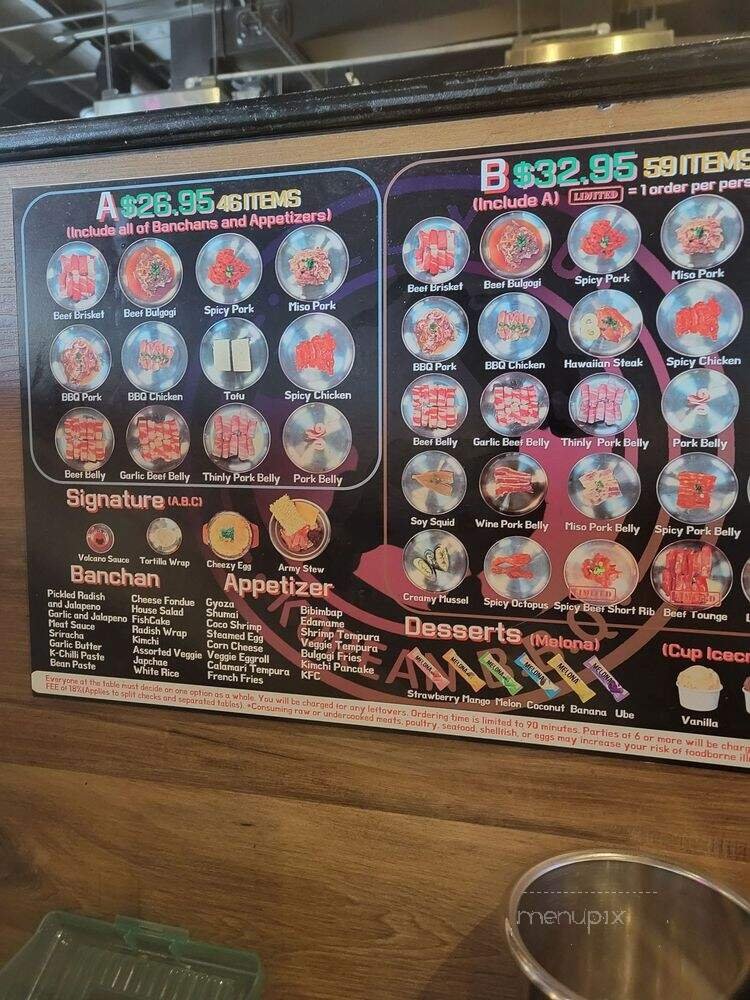 A $26.95 46 ITEMS
(Include all of Banchans and Appetizers)
Beef Brisket Beef Bulgogi Spicy Pork Miso Pork
BBQ Pork BBQ Chicken Tofu Spicy Chicken
Beef Belly Garlic Beef Belly Thinly Pork Belly Pork Belly
Signature (A.B.C)
Volcano Sauce Tortilla Wrap Cheezy Egg Army Stew
Banchan
Pickled Radish
and Jalapeno
Garlic and Jalapeno
Meat Sauce
Sriracha
Garlic Butter
K-Chilli Paste
Bean Paste
Cheese Fondue
House Salad
FishCake
Radish Wrap
Kimchi
Assorted Veggie
Japchae
White Rice
Appetizer
Gyoza
Shumai
Coco Shrimp
Steamed Egg
Corn Cheese
Veggie Eggroll
Calamari Tempura
French Fries
Bibimbap
Edamame
Shrimp Tempura
Veggie Tempura
Bulgogi Fries
Kimchi Pancake
KFC
B $32.95 59 ITEMS
(Include A) LIMITED = 1 order per pers
Beef Brisket Beef Bulgogi Spicy Pork Miso Pork
BBQ Pork BBQ Chicken Hawaiian Steak Spicy Chicken
Beef Belly Garlic Beef Belly Thinly Pork Belly Pork Belly
Soy Squid Wine Pork Belly Miso Pork Belly Spicy Pork Belly
LIMITED LIMITED
Creamy Mussel Spicy Octopus Spicy Beef Short Rib Beef Tounge
Desserts (Melona)
MELONA MELONA MELONA MELONA MELONA MELONA
Strawberry Mango Melon Coconut Banana Ube
(Cup Icecr
Vanilla
Everyone at the table must decide on one option as a whole. You will be charged for any leftovers. Ordering time is limited to 90 minutes. Parties of 6 or more will be charg
FEE of 18%(Applies to split checks and separated tables). *Consuming raw or undercooked meats, poultry, seafood, shellfish, or eggs may increase your risk of foodborne ill
menupix